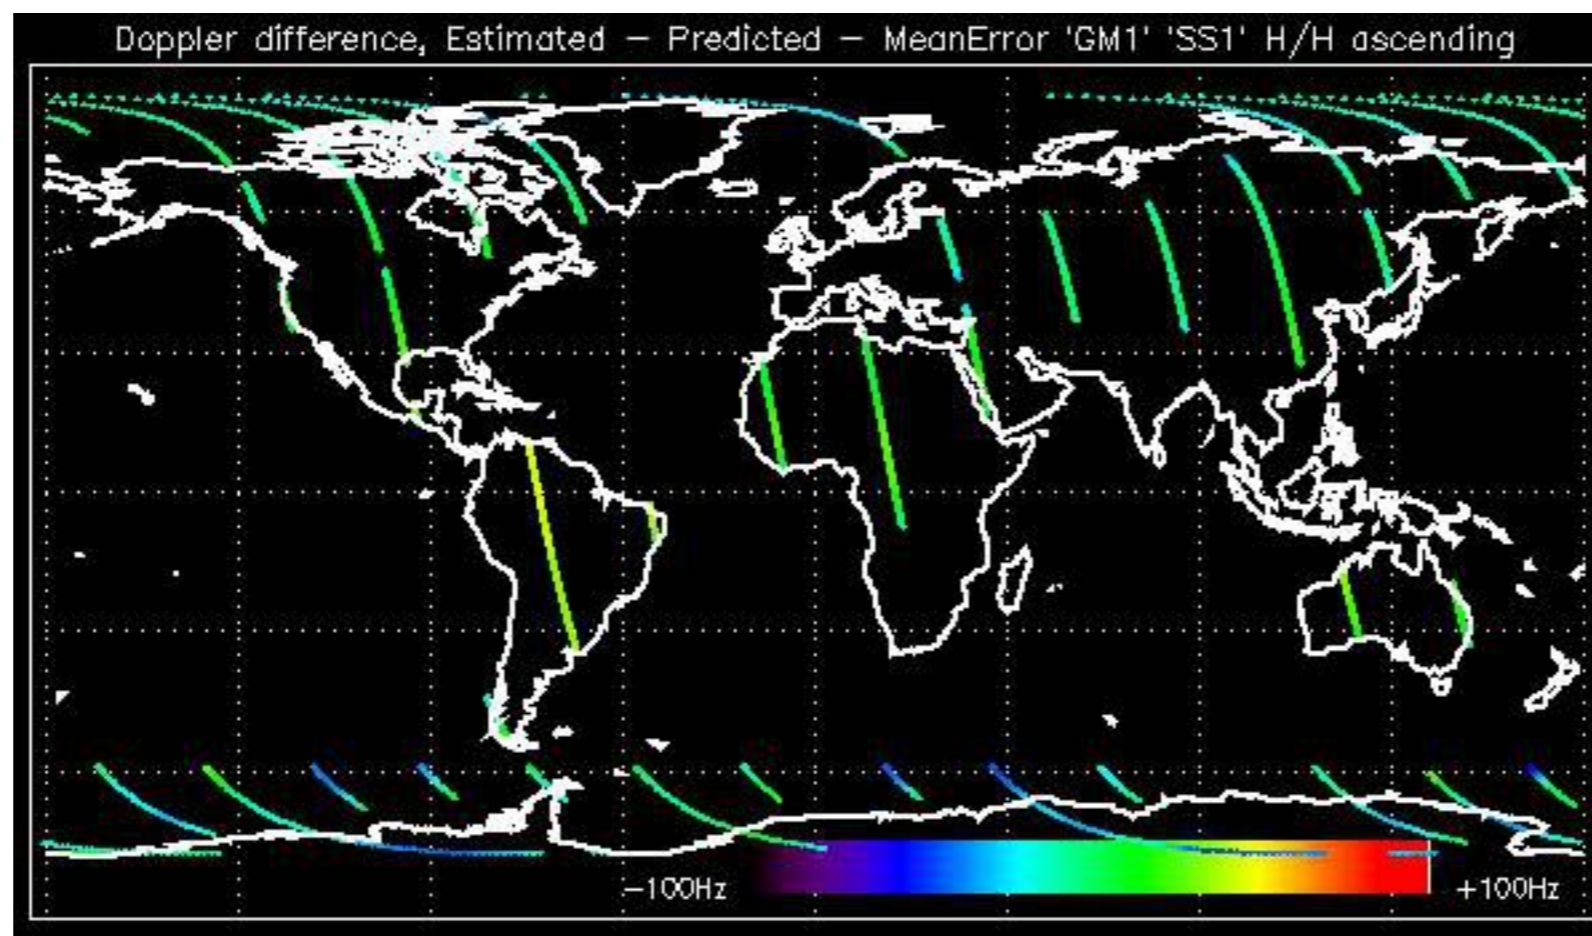 Doppler difference, Estimated — Predicted — MeanError 'GM1' 'SS1' H/H ascending
—100Hz
+100Hz